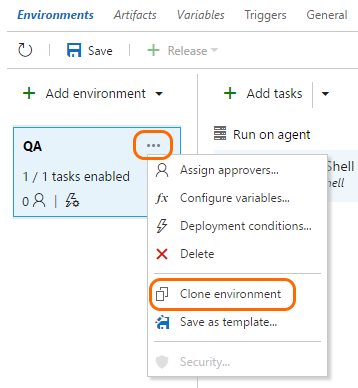 Environments Artifacts Variables Triggers General
Save Release
Add environment Add tasks
QA ...
Run on agent
1 / 1 tasks enabled
Shell
0
Assign approvers...
fx Configure variables...
Deployment conditions...
Delete
Clone environment
Save as template...
Security...